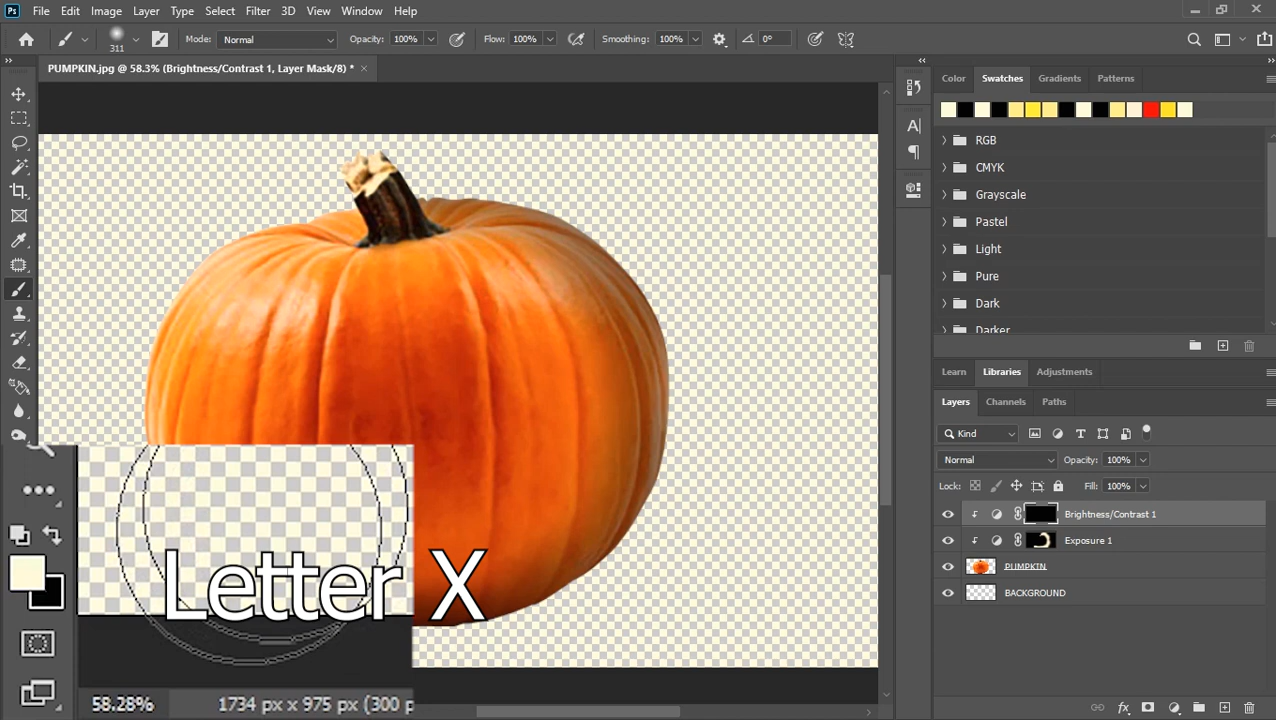 Ps File Edit Image Layer Type Select Filter 3D View Window Help
311 Mode: Normal Opacity: 100% Flow: 100% Smoothing: 100% 0°
PUMPKIN.jpg @ 58.3% (Brightness/Contrast 1, Layer Mask/8) * ×
Color Swatches Gradients Patterns
RGB
CMYK
Grayscale
Pastel
Light
Pure
Dark
Darker
Learn Libraries Adjustments
Layers Channels Paths
Kind
Normal Opacity: 100%
Lock: Fill: 100%
Brightness/Contrast 1
Exposure 1
PUMPKIN
BACKGROUND
Letter X
58.28% 1734 px x 975 px (300 p